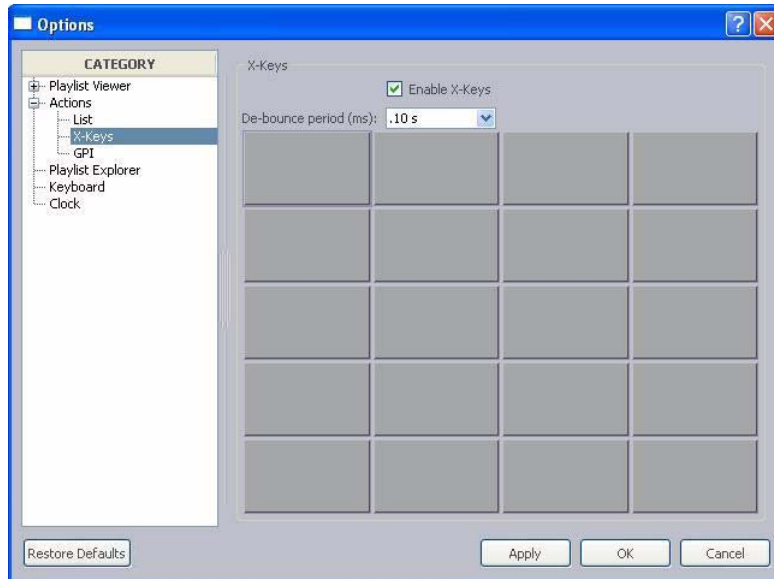 Options
CATEGORY
Playlist Viewer
Actions
List
X-Keys
GPI
Playlist Explorer
Keyboard
Clock
X-Keys
Enable X-Keys
De-bounce period (ms): .10 s
Restore Defaults
Apply
OK
Cancel